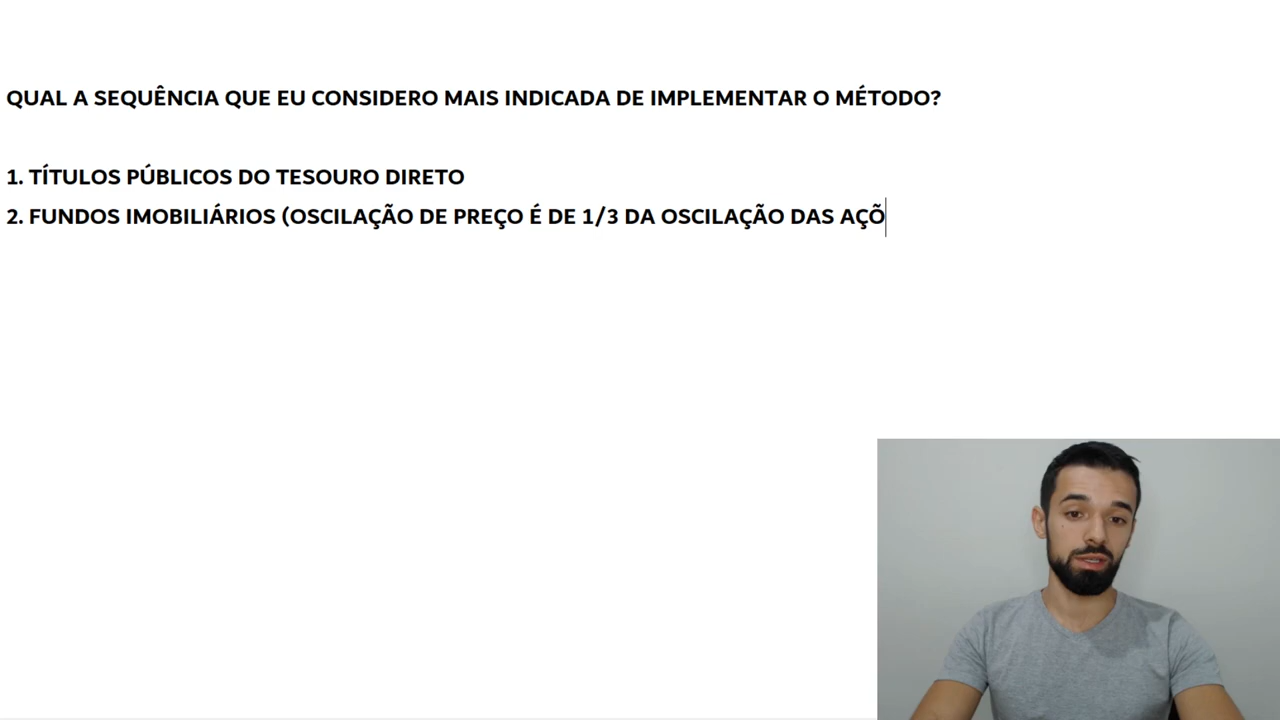 QUAL A SEQUÊNCIA QUE EU CONSIDERO MAIS INDICADA DE IMPLEMENTAR O MÉTODO?
1. TÍTULOS PÚBLICOS DO TESOURO DIRETO
2. FUNDOS IMOBILIÁRIOS (OSCILAÇÃO DE PREÇO É DE 1/3 DA OSCILAÇÃO DAS AÇÕ